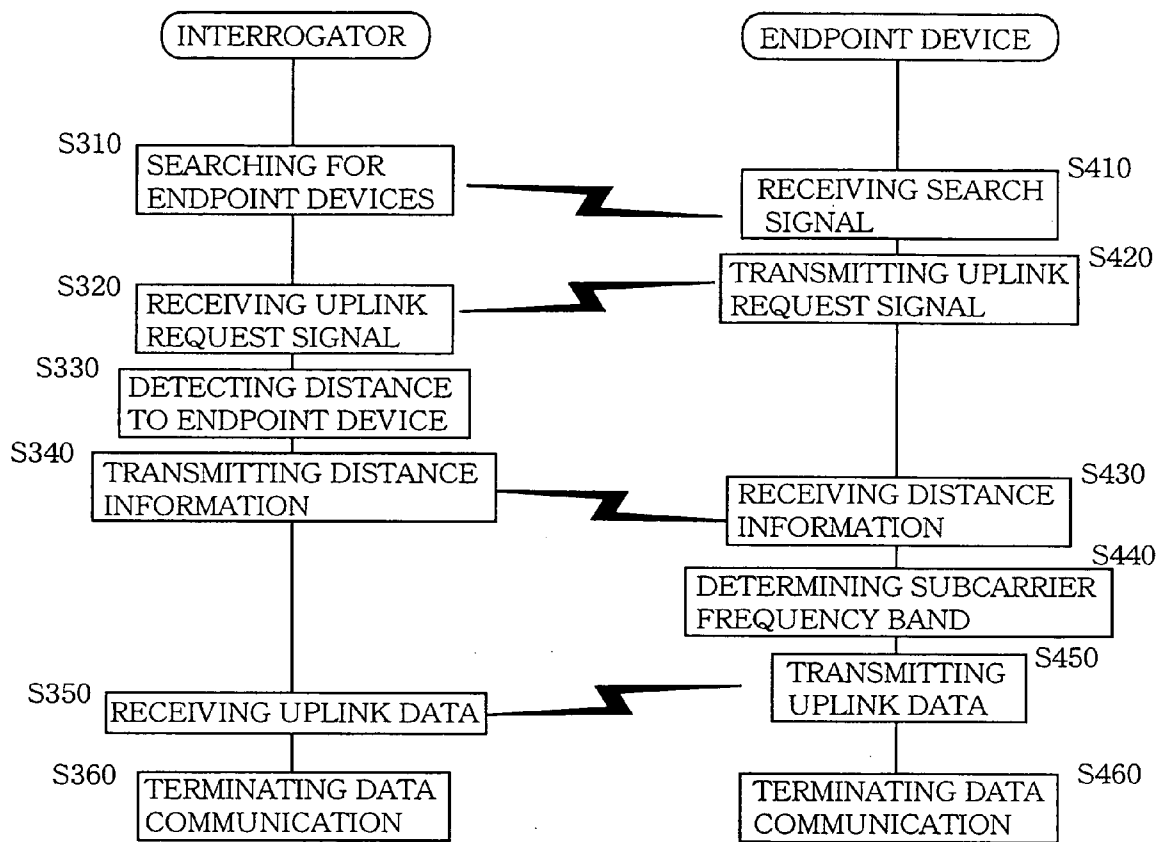 INTERROGATOR
ENDPOINT DEVICE
S310
SEARCHING FOR
ENDPOINT DEVICES
S410
RECEIVING SEARCH
SIGNAL
S420
TRANSMITTING UPLINK
REQUEST SIGNAL
S320
RECEIVING UPLINK
REQUEST SIGNAL
S330
DETECTING DISTANCE
TO ENDPOINT DEVICE
S340
TRANSMITTING DISTANCE
INFORMATION
S430
RECEIVING DISTANCE
INFORMATION
S440
DETERMINING SUBCARRIER
FREQUENCY BAND
S450
TRANSMITTING
UPLINK DATA
S350
RECEIVING UPLINK DATA
S360
TERMINATING DATA
COMMUNICATION
S460
TERMINATING DATA
COMMUNICATION